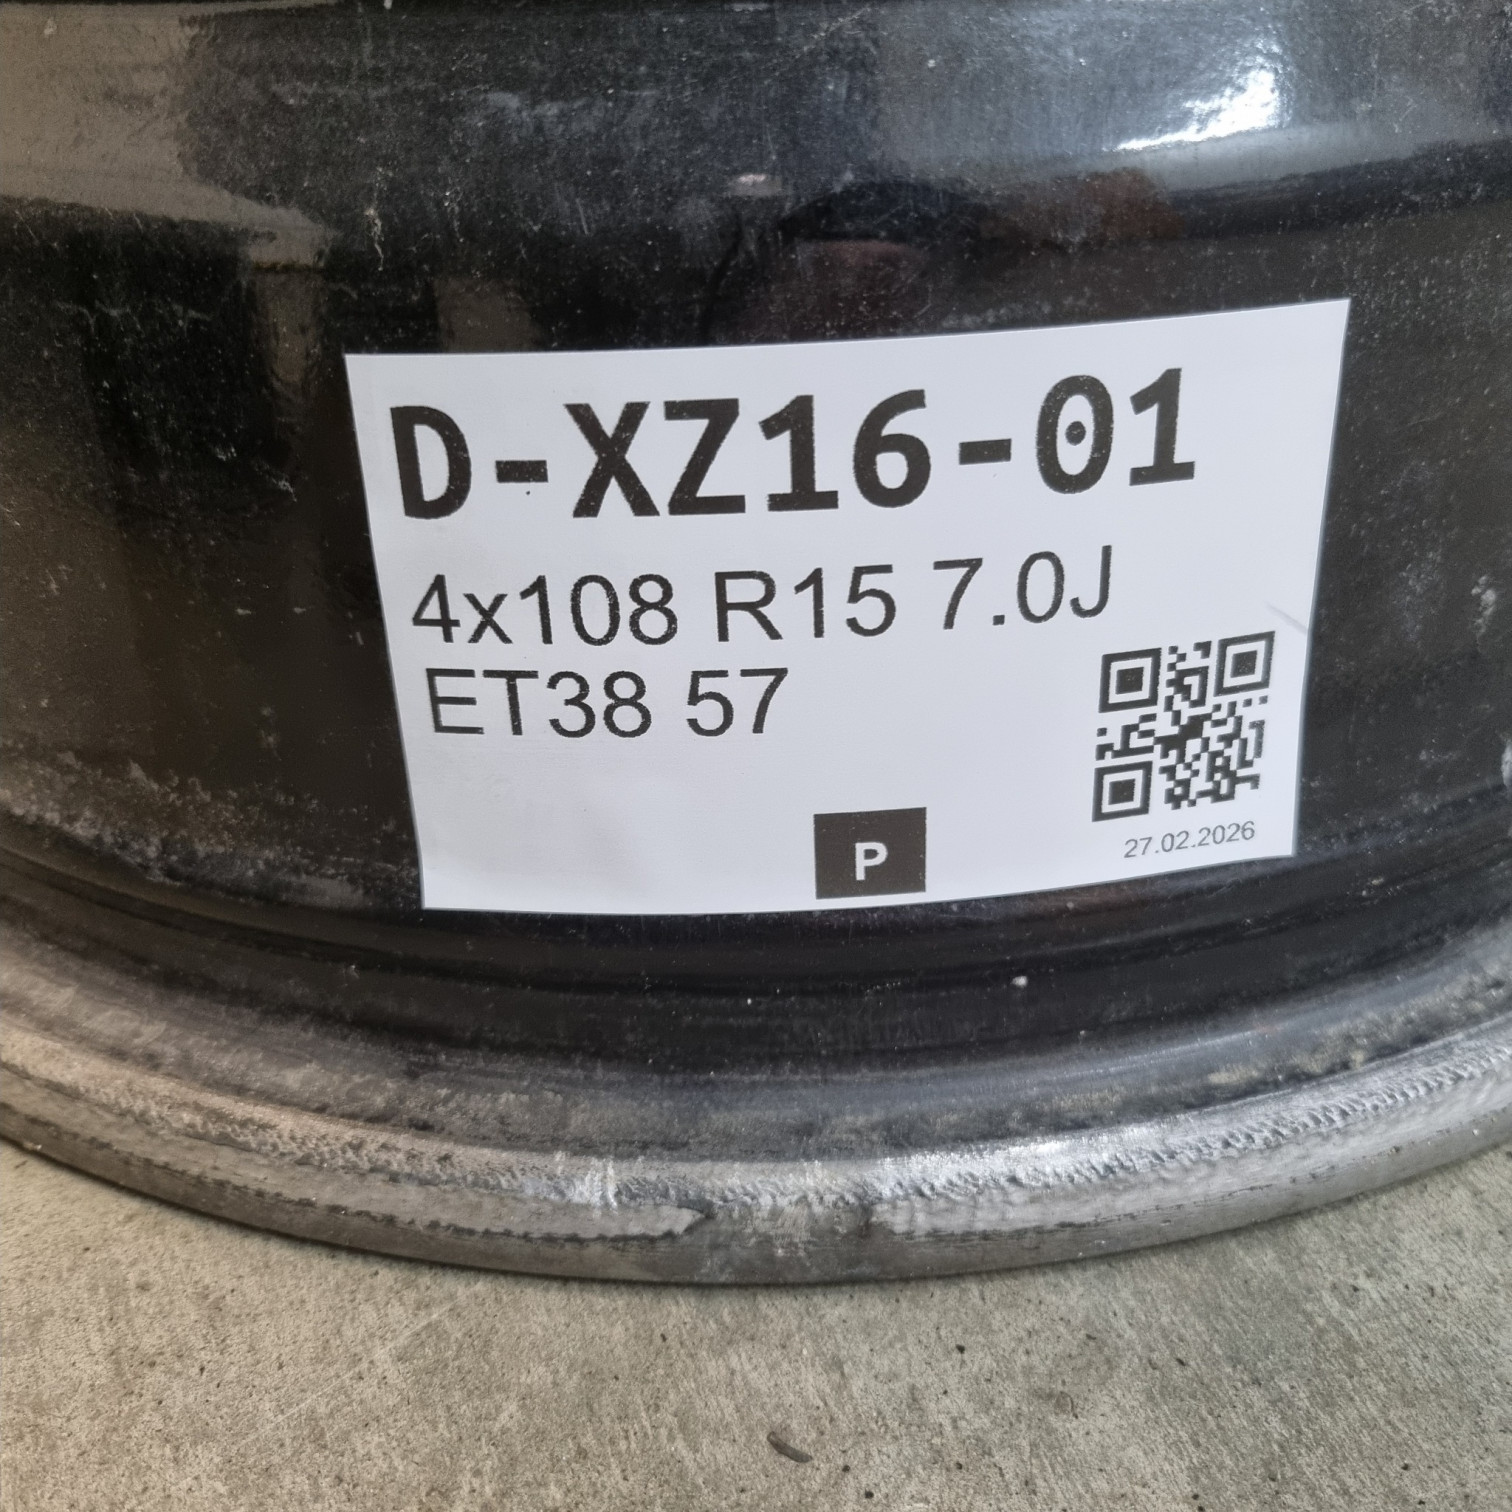 D-XZ16-01
4x108 R15 7.0J
ET38 57
P
27.02.2026